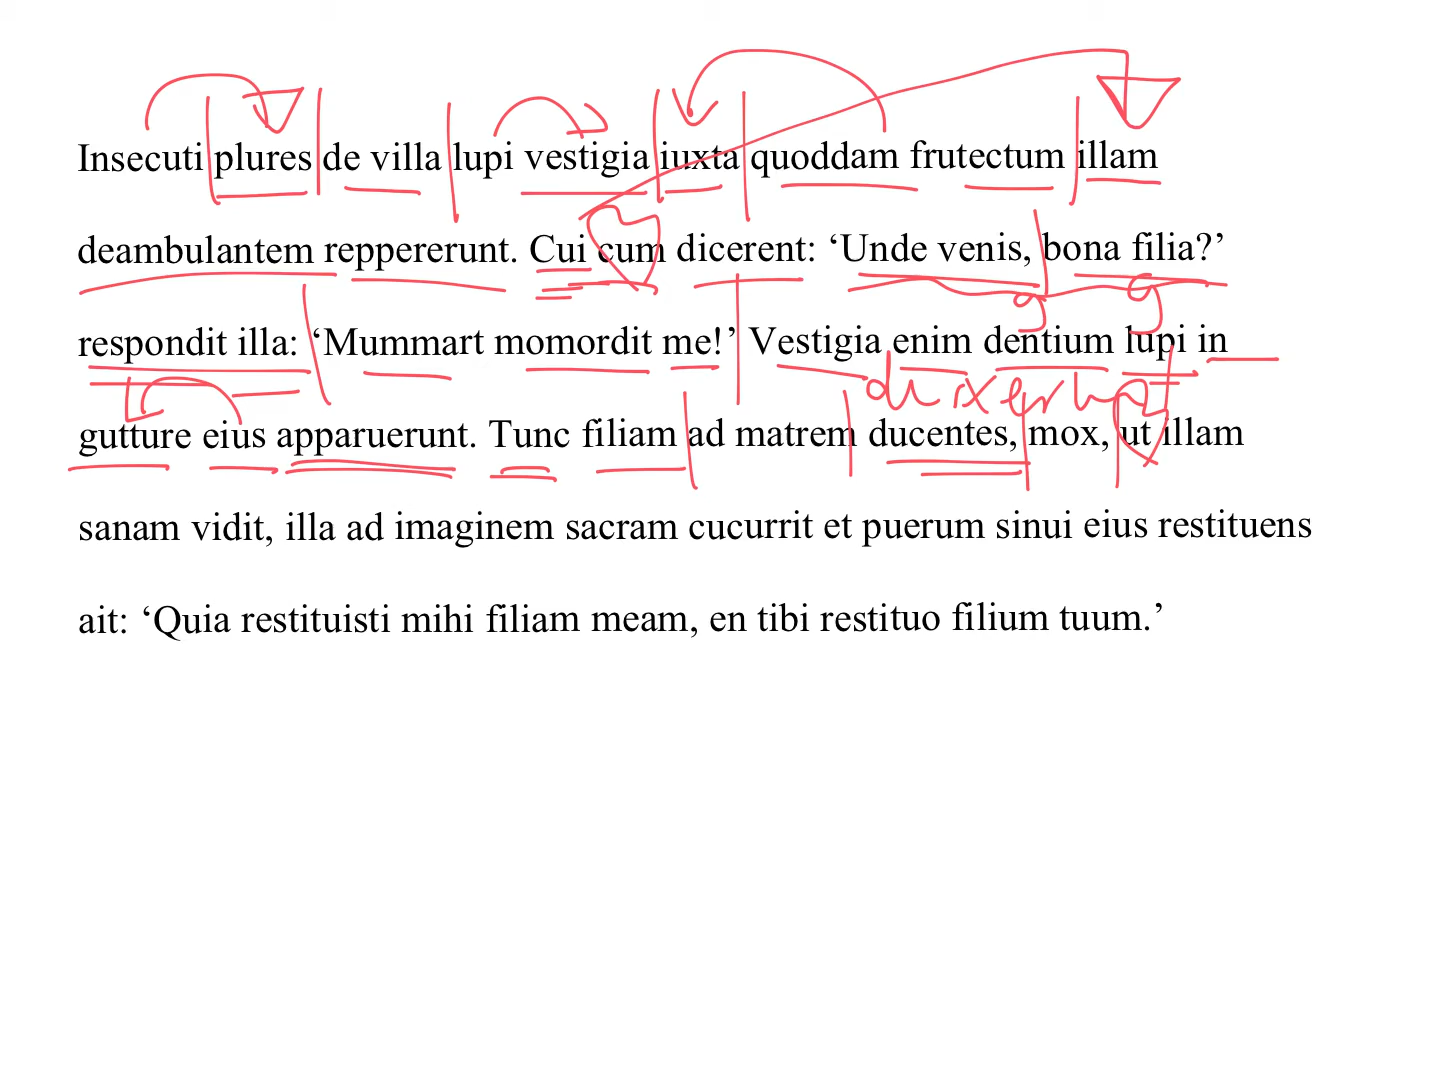 Insecuti plures de villa lupi vestigia iuxta quoddam frutectum illam
deambulantem reppererunt. Cui cum dicerent: ‘Unde venis, bona filia?’
respondit illa: ‘Mummart momordit me!’ Vestigia enim dentium lupi in
gutture eius apparuerunt. Tunc filiam ad matrem ducentes, mox, ut illam
sanam vidit, illa ad imaginem sacram cucurrit et puerum sinui eius restituens
ait: ‘Quia restituisti mihi filiam meam, en tibi restituo filium tuum.’